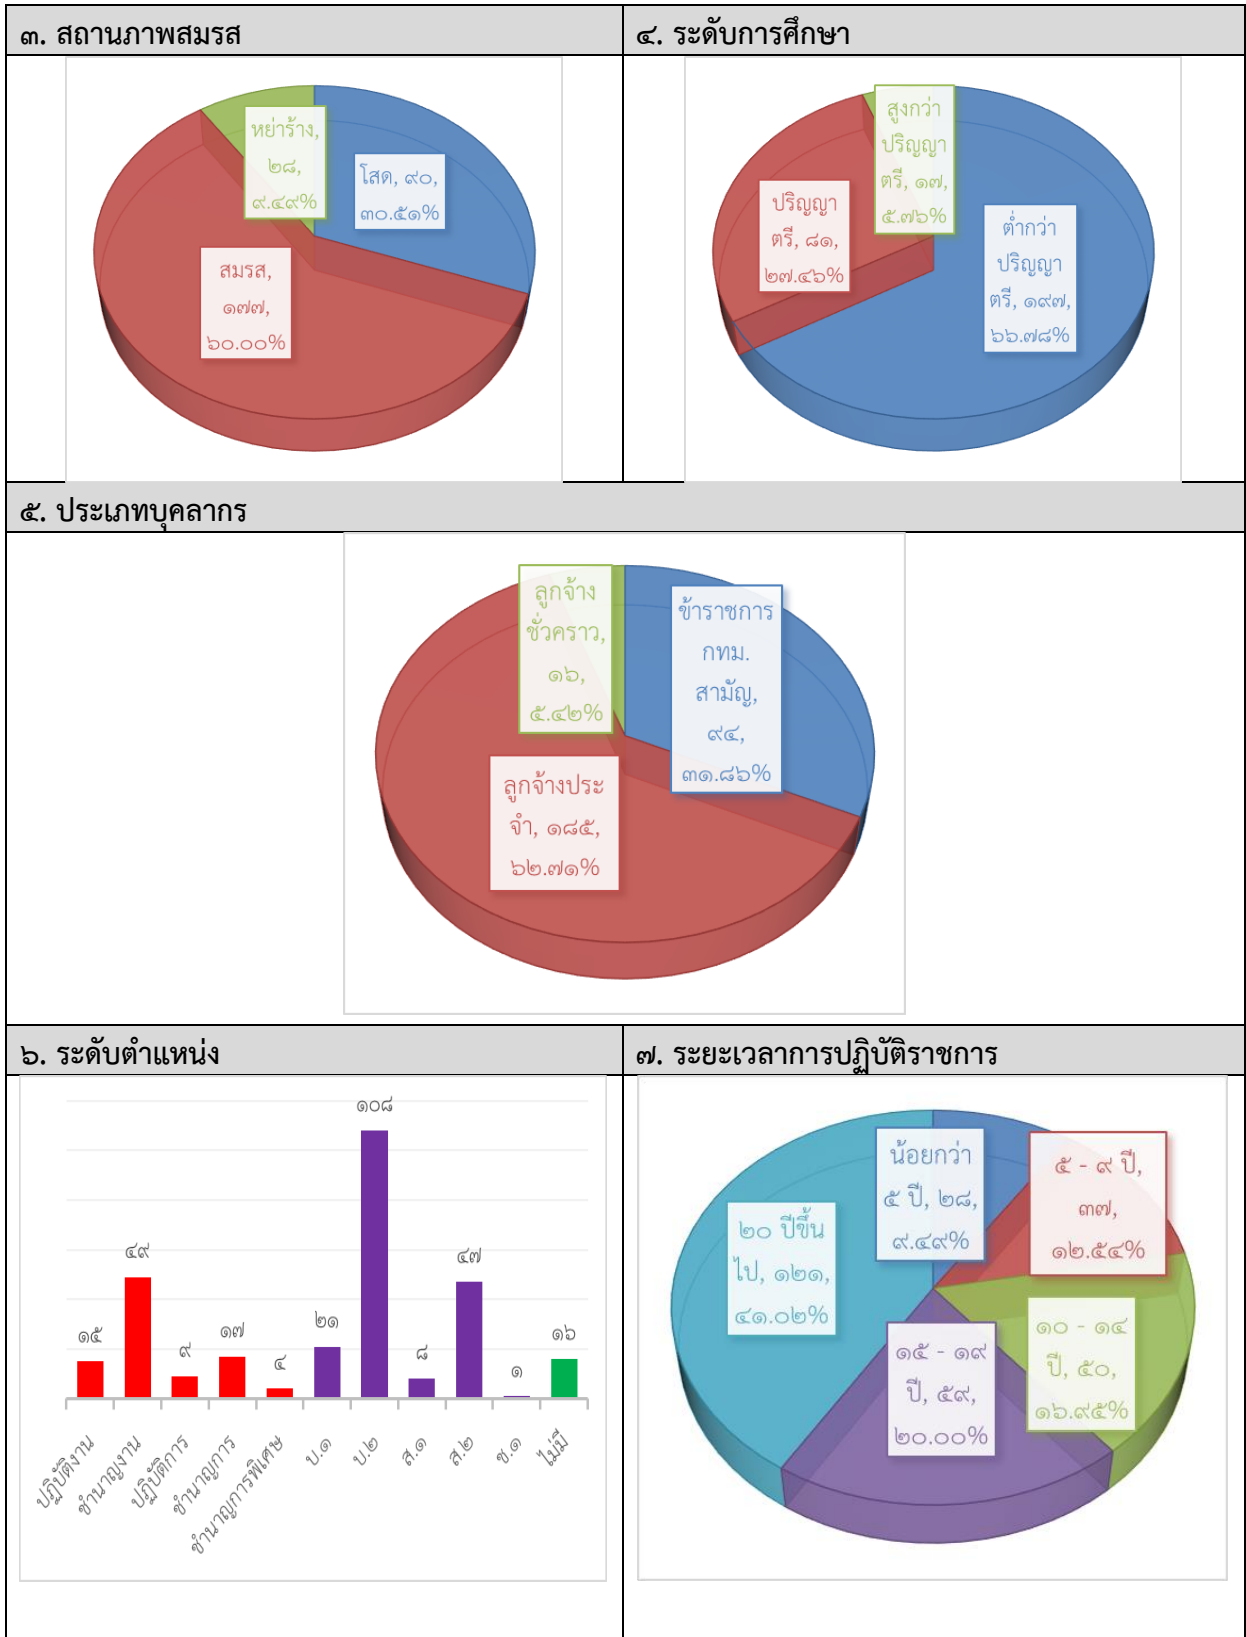 ๓. สถานภาพสมรส
หย่าร้าง,
๒๘,
๙.๔๙%
โสด, ๙๐,
๓๐.๕๑%
สมรส,
๑๗๗,
๖๐.๐๐%
๔. ระดับการศึกษา
สูงกว่า
ปริญญา
ตรี, ๑๗,
๕.๗๖%
ปริญญา
ตรี, ๘๑,
๒๗.๔๖%
ต่ำกว่า
ปริญญา
ตรี, ๑๙๗,
๖๖.๗๘%
๕. ประเภทบุคลากร
ลูกจ้าง
ชั่วคราว,
๑๖,
๕.๔๒%
ข้าราชการ
กทม.
สามัญ,
๙๔,
๓๑.๘๖%
ลูกจ้างประ
จำ, ๑๘๕,
๖๒.๗๑%
๖. ระดับตำแหน่ง
๑๕
๔๙
๙
๑๗
๔
๒๑
๑๐๘
๘
๔๗
๑
๑๖
ปฏิบัติงาน
ชำนาญงาน
ปฏิบัติการ
ชำนาญการ
ชำนาญการพิเศษ
บ.๑
บ.๒
ส.๑
ส.๒
ช.๑
ไม่มี
๗. ระยะเวลาการปฏิบัติราชการ
น้อยกว่า
๕ ปี, ๒๘,
๙.๔๙%
๕ - ๙ ปี,
๓๗,
๑๒.๕๔%
๒๐ ปีขึ้น
ไป, ๑๒๑,
๔๑.๐๒%
๑๐ - ๑๔
ปี, ๕๐,
๑๖.๙๕%
๑๕ - ๑๙
ปี, ๕๙,
๒๐.๐๐%